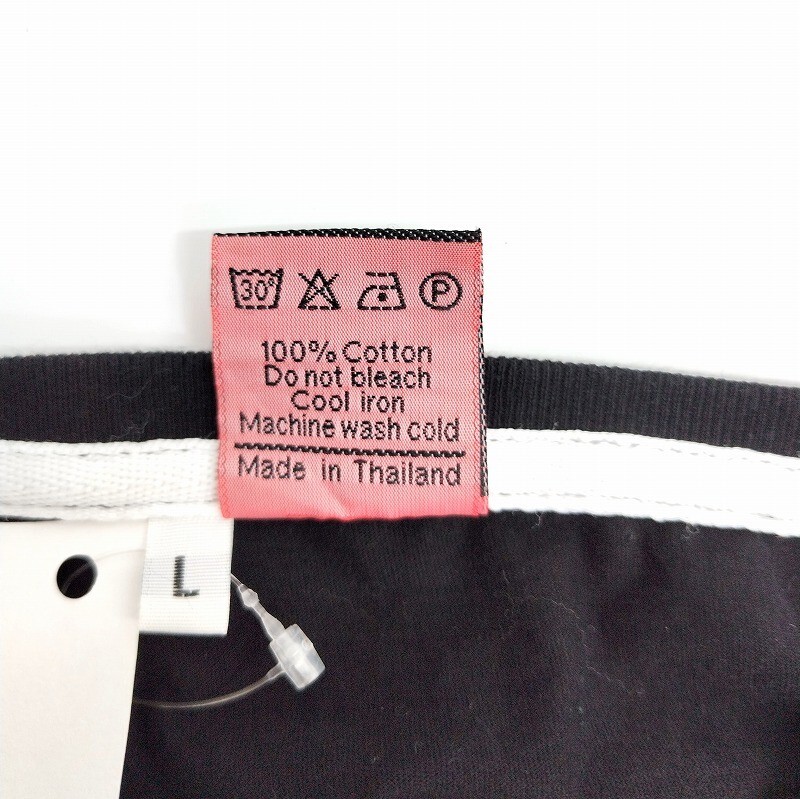 30° P
100% Cotton
Do not bleach
Cool iron
Machine wash cold
Made in Thailand
L